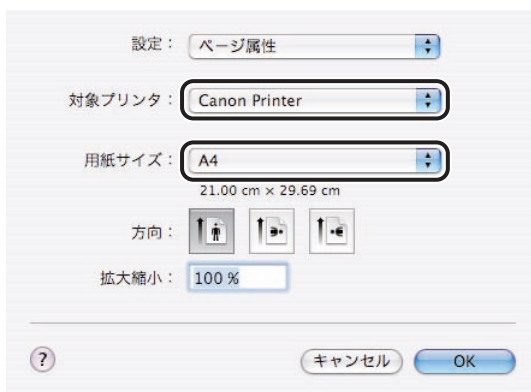 設定： ページ属性
対象プリンタ： Canon Printer
用紙サイズ： A4
21.00 cm × 29.69 cm
方向：
拡大縮小： 100 %
? キャンセル OK